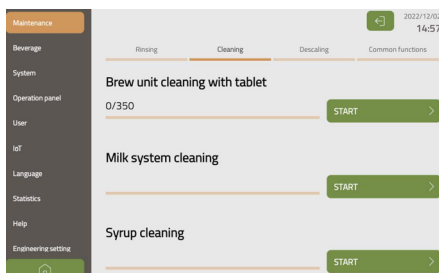 Maintenance
Beverage
System
Operation panel
User
IoT
Language
Statistics
Help
Engineering setting
2022/12/02
14:57
Rinsing Cleaning Descaling Common functions
Brew unit cleaning with tablet
0/350
START
Milk system cleaning
START
Syrup cleaning
START